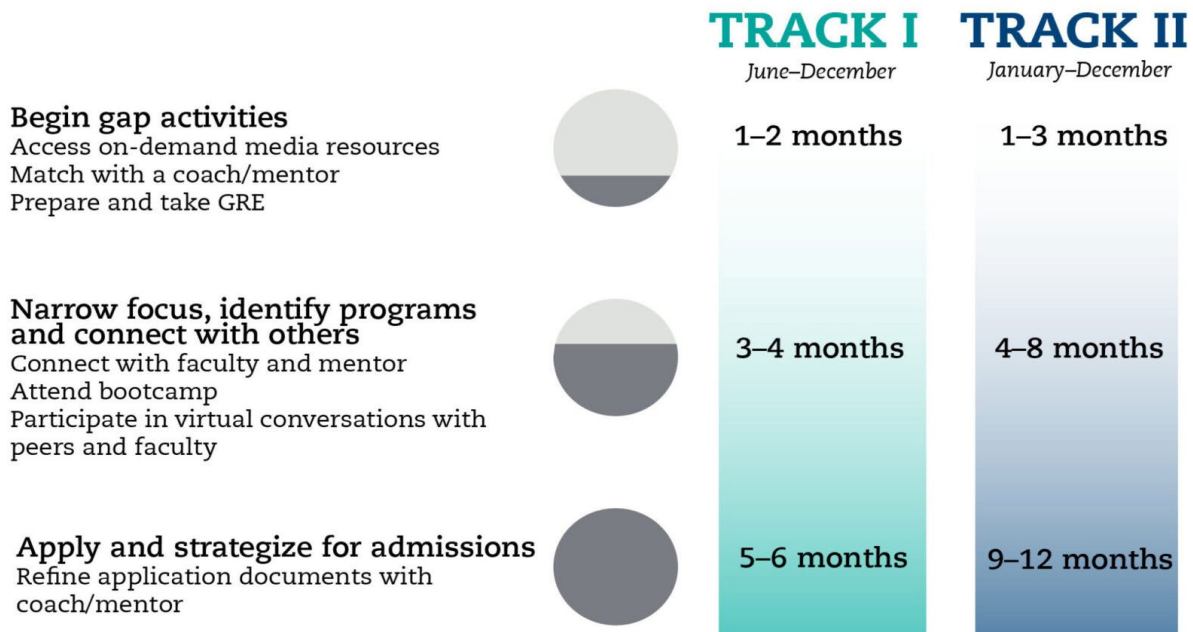 TRACK I
June–December
TRACK II
January–December
Begin gap activities
Access on-demand media resources
Match with a coach/mentor
Prepare and take GRE
1–2 months
1–3 months
Narrow focus, identify programs
and connect with others
Connect with faculty and mentor
Attend bootcamp
Participate in virtual conversations with
peers and faculty
3–4 months
4–8 months
Apply and strategize for admissions
Refine application documents with
coach/mentor
5–6 months
9–12 months